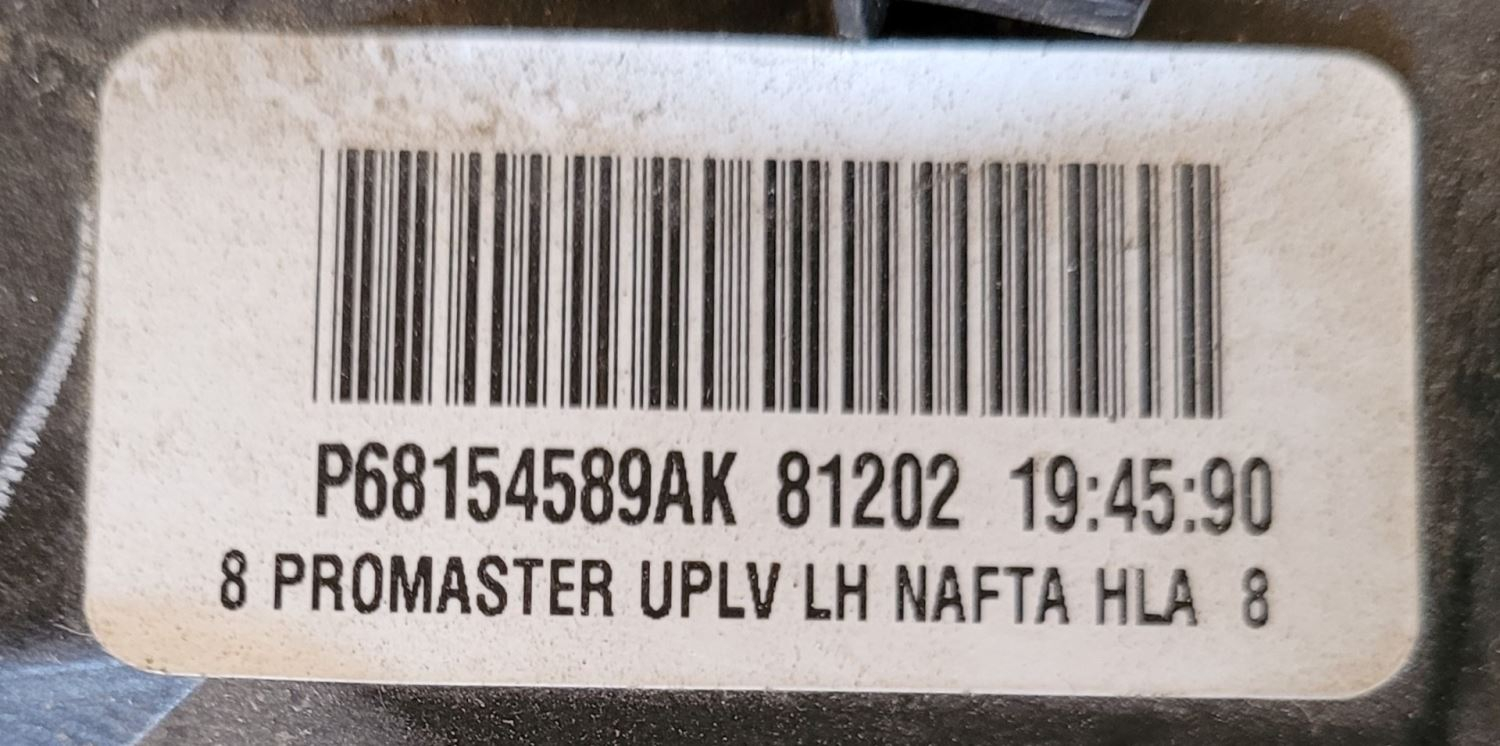 P68154589AK 81202 19:45:90
8 PROMASTER UPLV LH NAFTA HLA 8